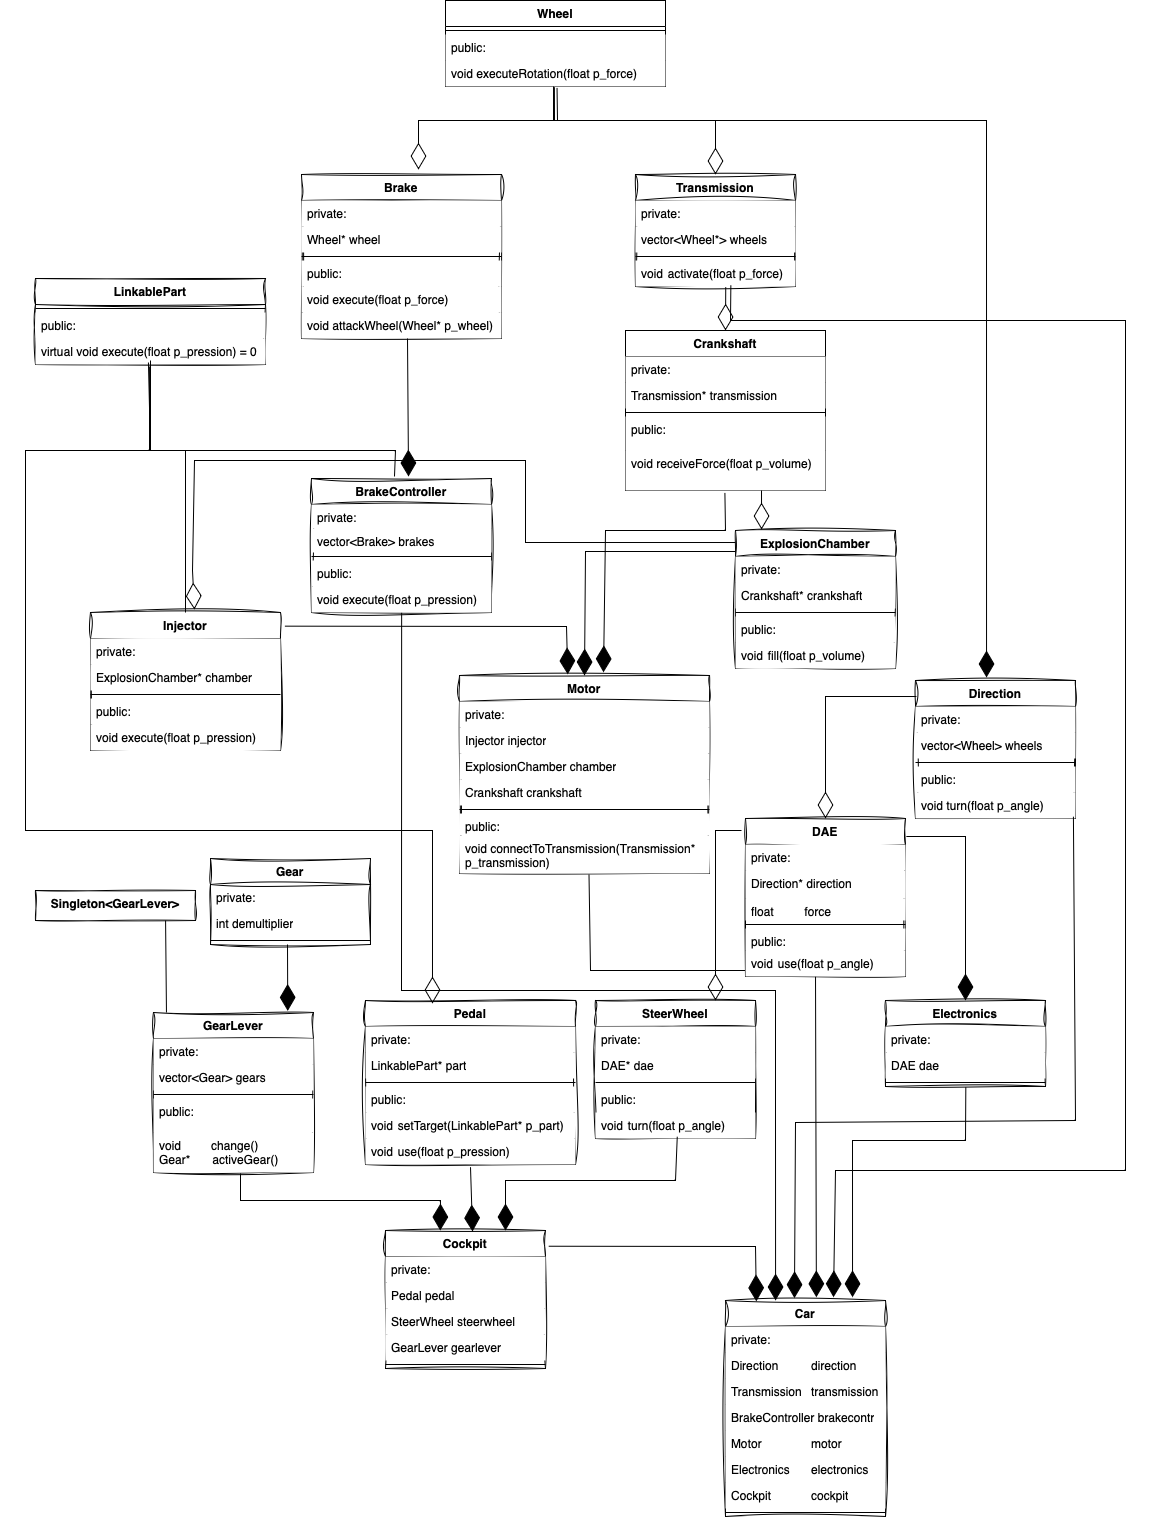 Wheel
public:
void executeRotation(float p_force)
Brake
private:
Wheel* wheel
public:
void execute(float p_force)
void attackWheel(Wheel* p_wheel)
Transmission
private:
vector<Wheel*> wheels
void activate(float p_force)
LinkablePart
public:
virtual void execute(float p_pression) = 0
Crankshaft
private:
Transmission* transmission
public:
void receiveForce(float p_volume)
BrakeController
private:
vector<Brake> brakes
public:
void execute(float p_pression)
ExplosionChamber
private:
Crankshaft* crankshaft
public:
void fill(float p_volume)
Injector
private:
ExplosionChamber* chamber
public:
void execute(float p_pression)
Motor
private:
Injector injector
ExplosionChamber chamber
Crankshaft crankshaft
public:
void connectToTransmission(Transmission*
p_transmission)
Direction
private:
vector<Wheel> wheels
public:
void turn(float p_angle)
DAE
private:
Direction* direction
float force
public:
void use(float p_angle)
Gear
private:
int demultiplier
Singleton<GearLever>
GearLever
private:
vector<Gear> gears
public:
void change()
Gear* activeGear()
Pedal
private:
LinkablePart* part
public:
void setTarget(LinkablePart* p_part)
void use(float p_pression)
SteerWheel
private:
DAE* dae
public:
void turn(float p_angle)
Electronics
private:
DAE dae
Cockpit
private:
Pedal pedal
SteerWheel steerwheel
GearLever gearlever
Car
private:
Direction direction
Transmission transmission
BrakeController brakecontr
Motor motor
Electronics electronics
Cockpit cockpit